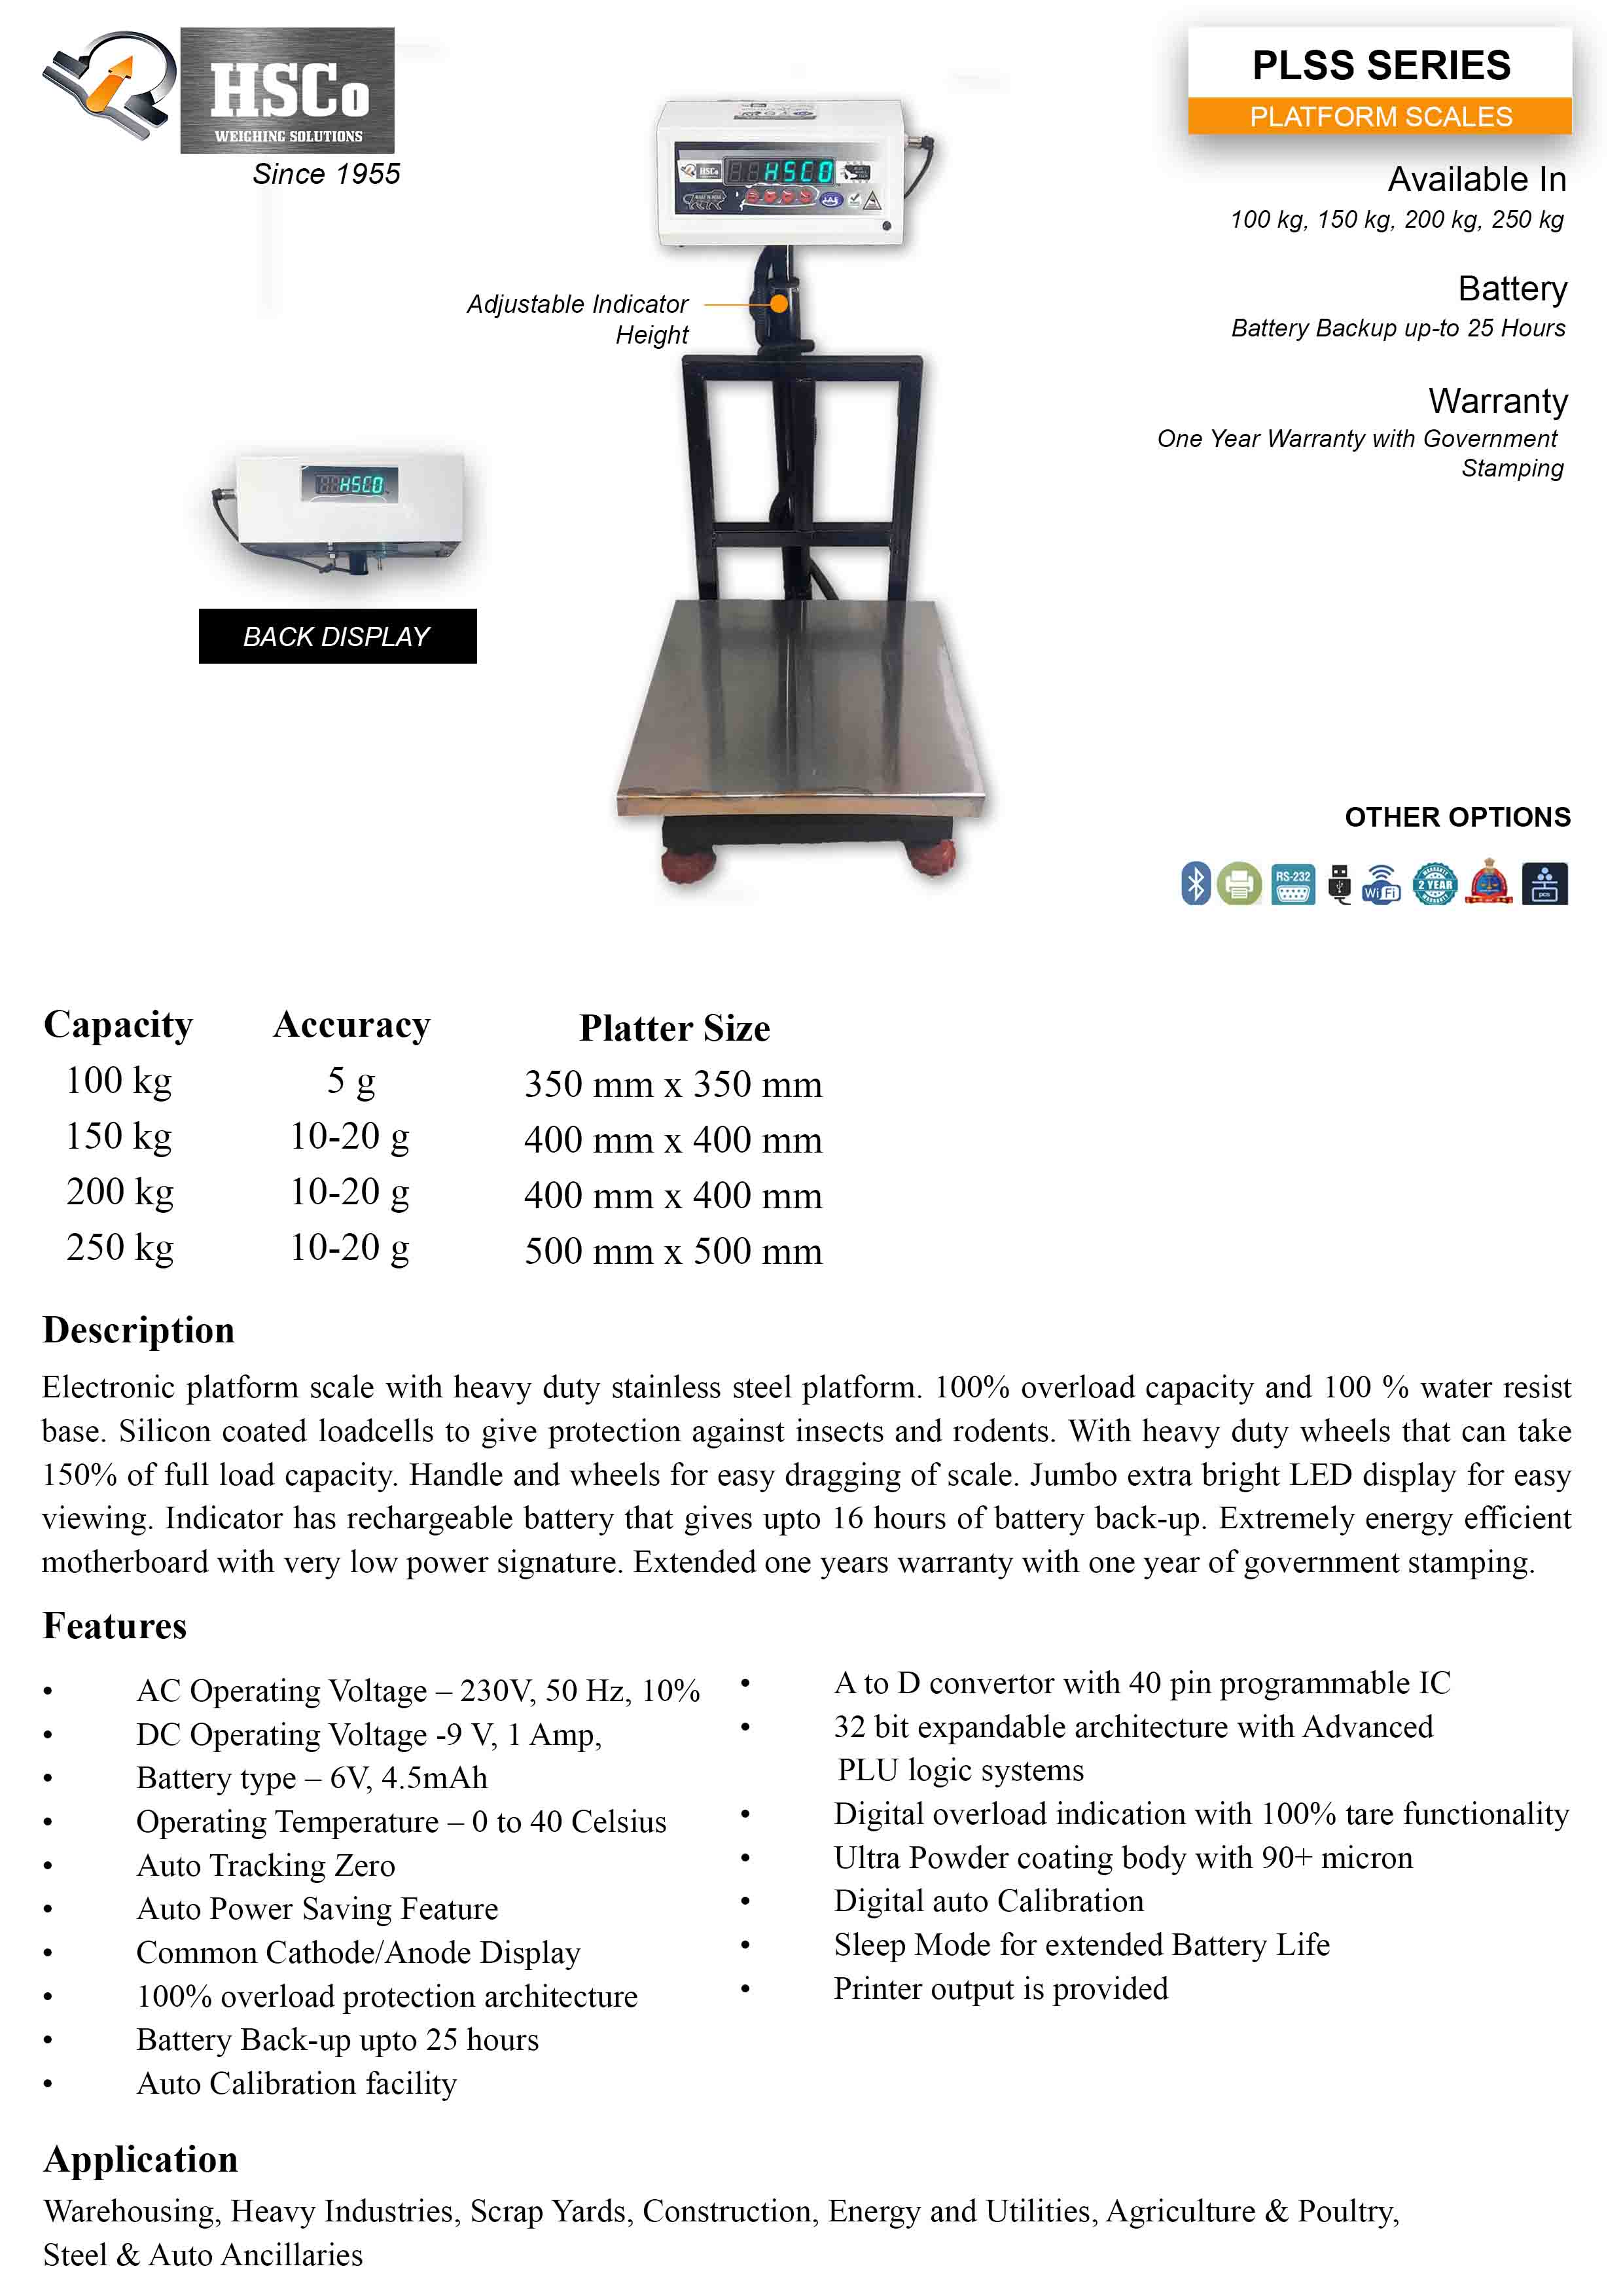 HSCo
WEIGHING SOLUTIONS
Since 1955
PLSS SERIES
PLATFORM SCALES
Available In
100 kg, 150 kg, 200 kg, 250 kg
Battery
Battery Backup up-to 25 Hours
Warranty
One Year Warranty with Government
Stamping
HSCo
HSCO
Adjustable Indicator
Height
HSCO
BACK DISPLAY
OTHER OPTIONS
RS-232
WiFi
WARRANTY
2 YEAR
WARRANTY
pcs
Capacity Accuracy Platter Size
100 kg 5 g 350 mm x 350 mm
150 kg 10-20 g 400 mm x 400 mm
200 kg 10-20 g 400 mm x 400 mm
250 kg 10-20 g 500 mm x 500 mm
Description
Electronic platform scale with heavy duty stainless steel platform. 100% overload capacity and 100 % water resist
base. Silicon coated loadcells to give protection against insects and rodents. With heavy duty wheels that can take
150% of full load capacity. Handle and wheels for easy dragging of scale. Jumbo extra bright LED display for easy
viewing. Indicator has rechargeable battery that gives upto 16 hours of battery back-up. Extremely energy efficient
motherboard with very low power signature. Extended one years warranty with one year of government stamping.
Features
• AC Operating Voltage – 230V, 50 Hz, 10%
• DC Operating Voltage -9 V, 1 Amp,
• Battery type – 6V, 4.5mAh
• Operating Temperature – 0 to 40 Celsius
• Auto Tracking Zero
• Auto Power Saving Feature
• Common Cathode/Anode Display
• 100% overload protection architecture
• Battery Back-up upto 25 hours
• Auto Calibration facility
• A to D convertor with 40 pin programmable IC
• 32 bit expandable architecture with Advanced
PLU logic systems
• Digital overload indication with 100% tare functionality
• Ultra Powder coating body with 90+ micron
• Digital auto Calibration
• Sleep Mode for extended Battery Life
• Printer output is provided
Application
Warehousing, Heavy Industries, Scrap Yards, Construction, Energy and Utilities, Agriculture & Poultry,
Steel & Auto Ancillaries